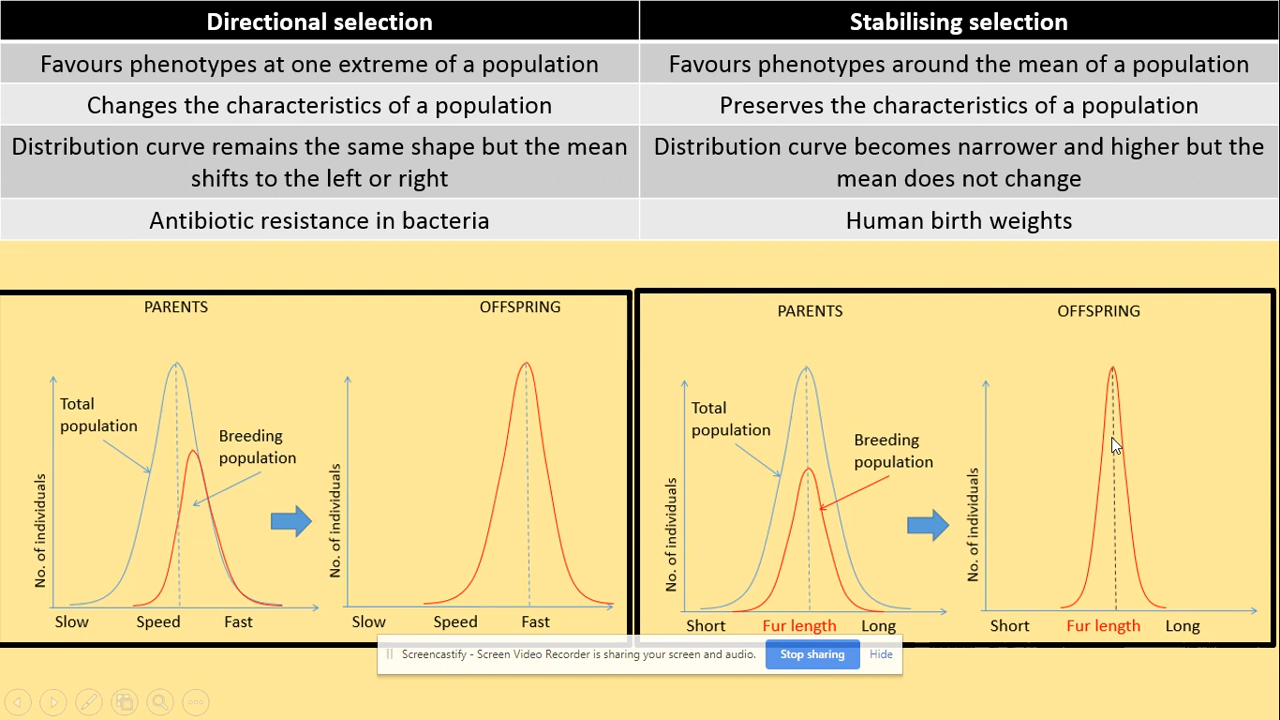 Directional selection
Stabilising selection
Favours phenotypes at one extreme of a population
Favours phenotypes around the mean of a population
Changes the characteristics of a population
Preserves the characteristics of a population
Distribution curve remains the same shape but the mean
shifts to the left or right
Distribution curve becomes narrower and higher but the
mean does not change
Antibiotic resistance in bacteria
Human birth weights
PARENTS
OFFSPRING
Total
population
Breeding
population
No. of individuals
Slow
Speed
Fast
No. of individuals
Slow
Speed
Fast
PARENTS
OFFSPRING
Total
population
Breeding
population
No. of individuals
Short
Fur length
Long
No. of individuals
Short
Fur length
Long
Screencastify - Screen Video Recorder is sharing your screen and audio.
Stop sharing
Hide